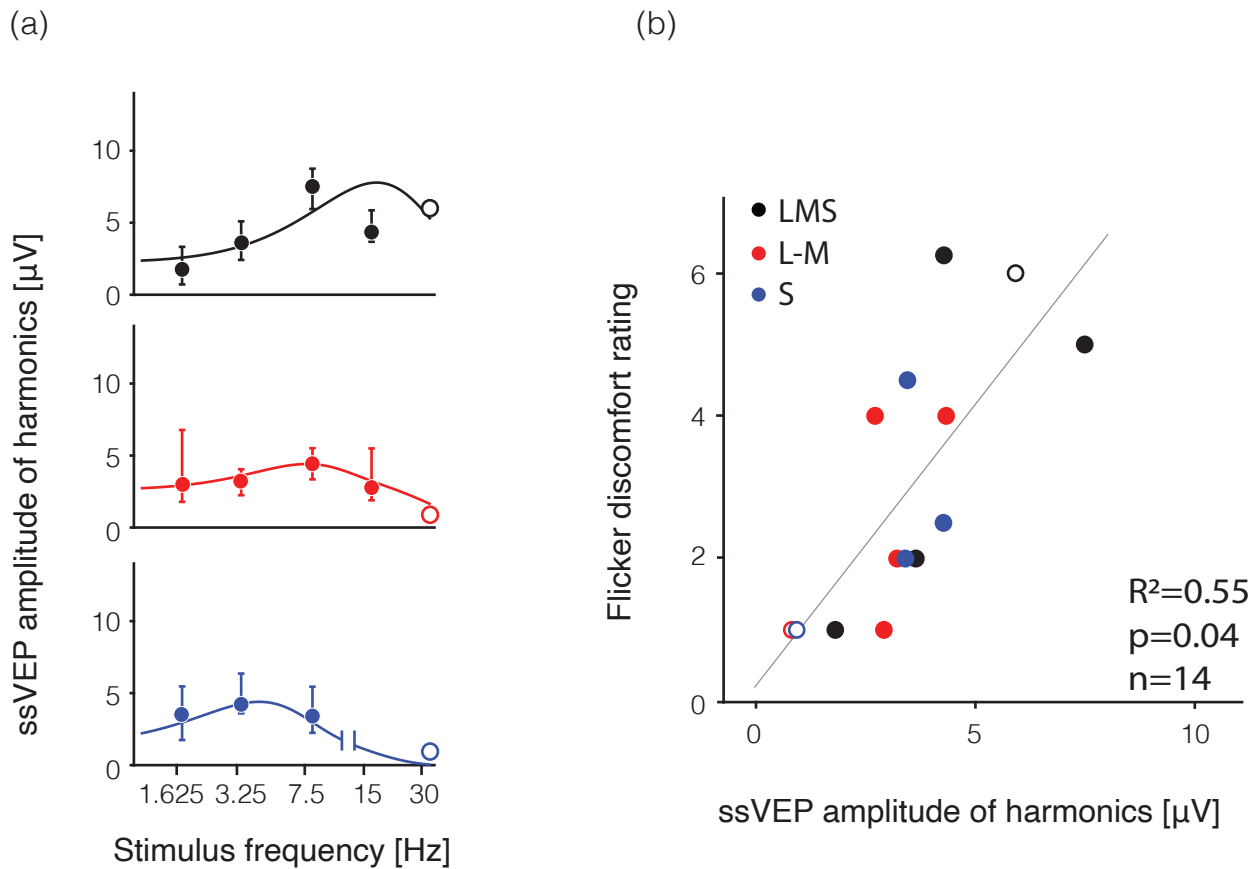 (a)
(b)
ssVEP amplitude of harmonics [µV]
10
5
0
10
5
0
10
5
0
1.625 3.25 7.5 15 30
Stimulus frequency [Hz]
Flicker discomfort rating
6
4
2
0
LMS
L-M
S
R²=0.55
p=0.04
n=14
0 5 10
ssVEP amplitude of harmonics [µV]